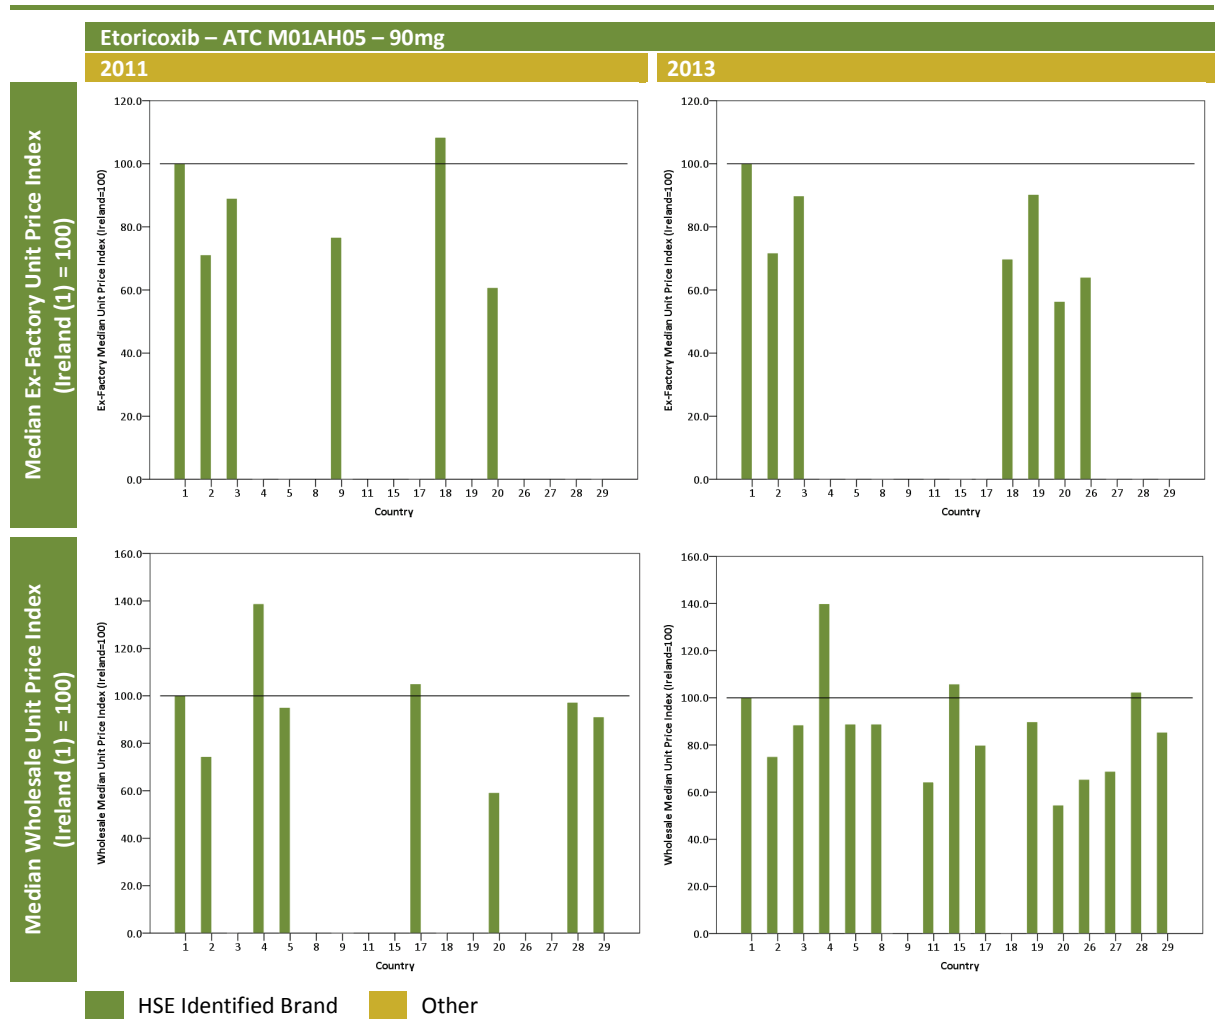 Etoricoxib – ATC M01AH05 – 90mg
2011
2013
Median Ex-Factory Unit Price Index
(Ireland (1) = 100)
Ex-Factory Median Unit Price Index (Ireland=100)
120.0
100.0
80.0
60.0
40.0
20.0
0.0
1 2 3 4 5 8 9 11 15 17 18 19 20 26 27 28 29
Country
Ex-Factory Median Unit Price Index (Ireland=100)
120.0
100.0
80.0
60.0
40.0
20.0
0.0
1 2 3 4 5 8 9 11 15 17 18 19 20 26 27 28 29
Country
Median Wholesale Unit Price Index
(Ireland (1) = 100)
Wholesale Median Unit Price Index (Ireland=100)
160.0
140.0
120.0
100.0
80.0
60.0
40.0
20.0
0.0
1 2 3 4 5 8 9 11 15 17 18 19 20 26 27 28 29
Country
Wholesale Median Unit Price Index (Ireland=100)
160.0
140.0
120.0
100.0
80.0
60.0
40.0
20.0
0.0
1 2 3 4 5 8 9 11 15 17 18 19 20 26 27 28 29
Country
HSE Identified Brand
Other